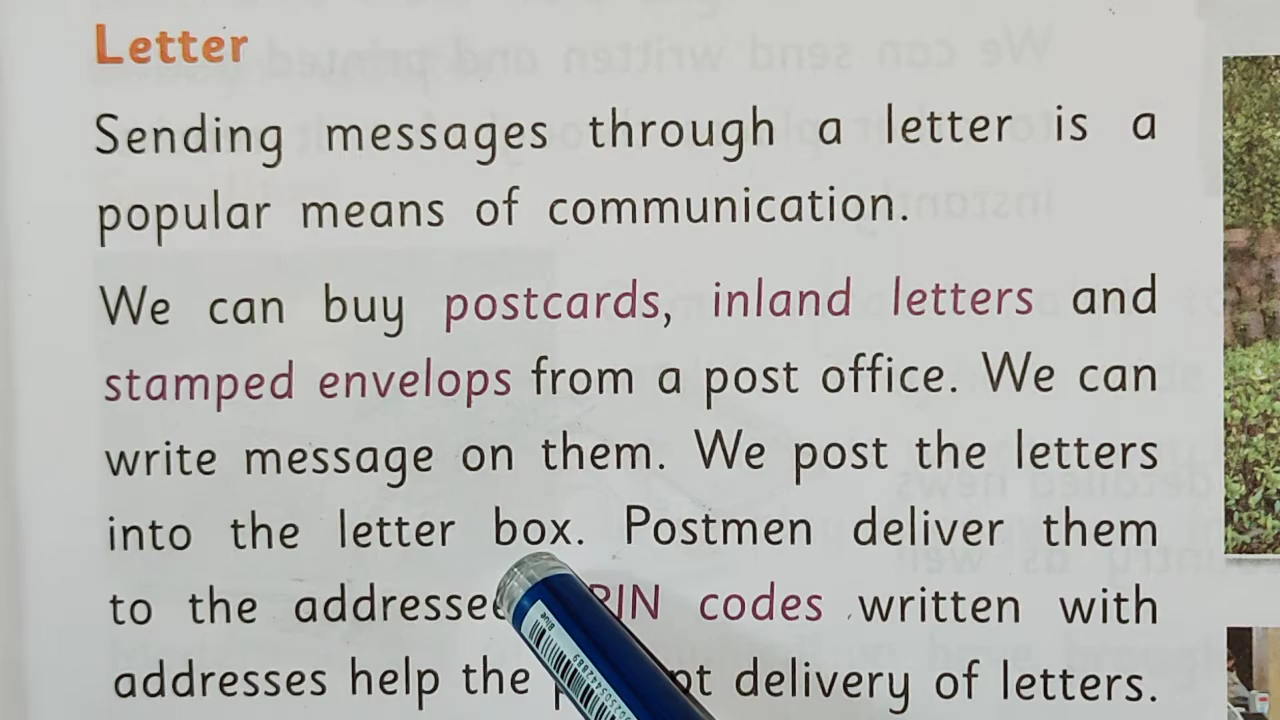 Letter
Sending messages through a letter is a
popular means of communication.
We can buy postcards, inland letters and
stamped envelops from a post office. We can
write message on them. We post the letters
into the letter box. Postmen deliver them
to the PIN codes written with
addresses help the delivery of letters.
Blue